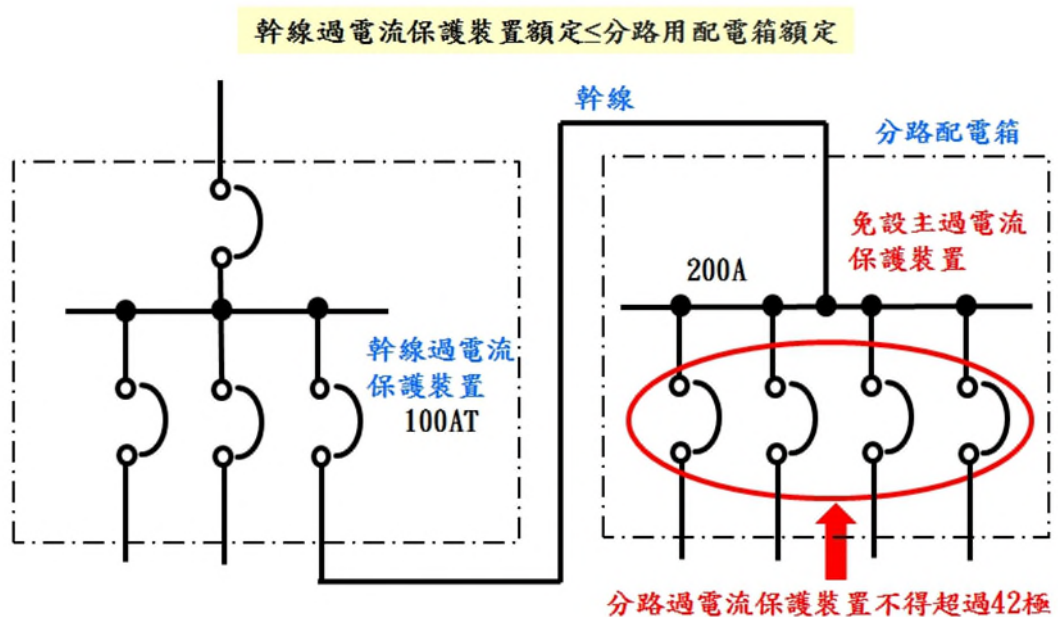 幹線過電流保護裝置額定≤分路用配電箱額定
幹線
分路配電箱
免設主過電流
保護裝置
200A
幹線過電流
保護裝置
100AT
分路過電流保護裝置不得超過42極